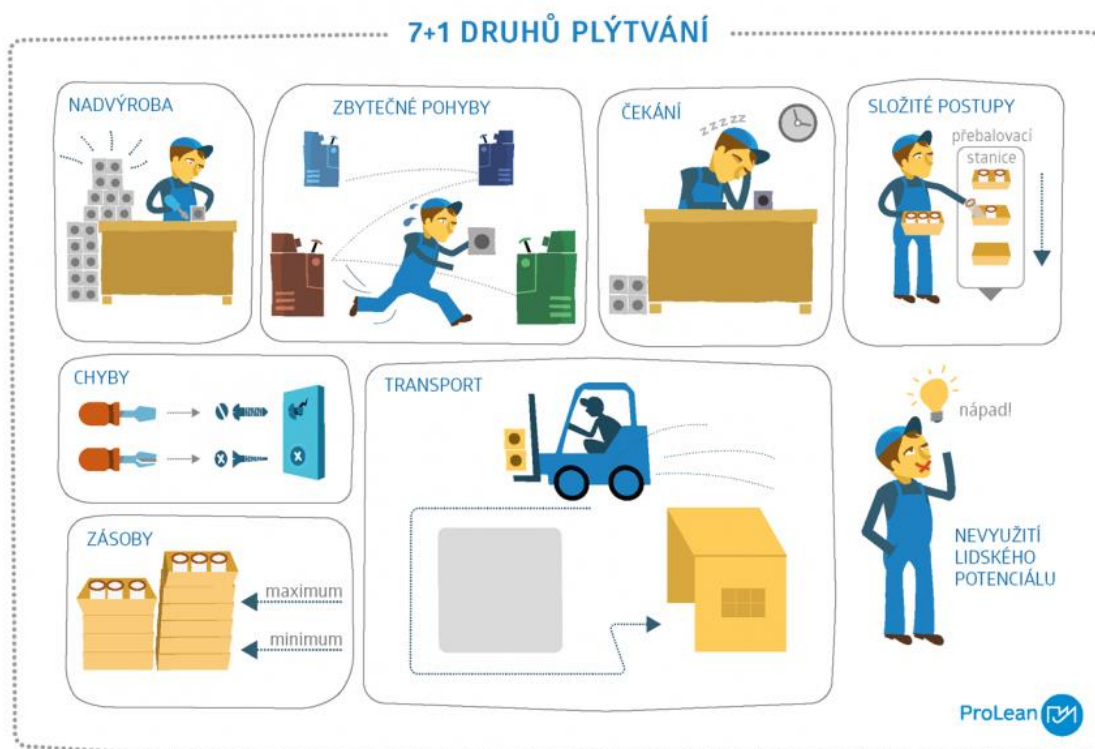 7+1 DRUHŮ PLÝTVÁNÍ
NADVÝROBA
ZBYTEČNÉ POHYBY
ČEKÁNÍ
zzzzz
SLOŽITÉ POSTUPY
přebalovací
stanice
CHYBY
TRANSPORT
nápad!
NEVYUŽITÍ
LIDSKÉHO
POTENCIÁLU
ZÁSOBY
maximum
minimum
ProLean